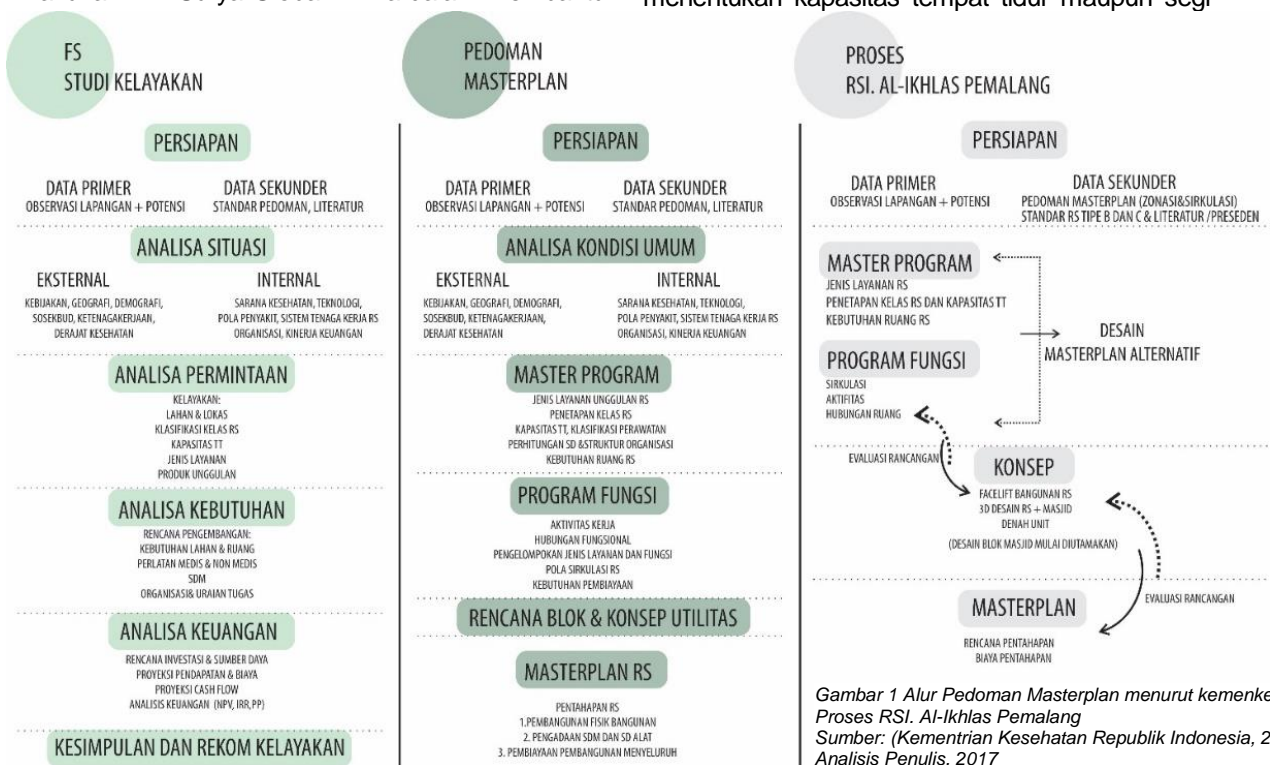 menentukan kapasitas tempat tidur maupun segi
FS
STUDI KELAYAKAN
PERSIAPAN
DATA PRIMER
OBSERVASI LAPANGAN + POTENSI
DATA SEKUNDER
STANDAR PEDOMAN, LITERATUR
ANALISA SITUASI
EKSTERNAL
KEBIJAKAN, GEOGRAFI, DEMOGRAFI,
SOSEKBUD, KETENAGAKERJAAN,
DERAJAT KESEHATAN
INTERNAL
SARANA KESEHATAN, TEKNOLOGI,
POLA PENYAKIT, SISTEM TENAGA KERJA RS
ORGANISASI, KINERJA KEUANGAN
ANALISA PERMINTAAN
KELAYAKAN:
LAHAN & LOKAS
KLASIFIKASI KELAS RS
KAPASITAS TT
JENIS LAYANAN
PRODUK UNGGULAN
ANALISA KEBUTUHAN
RENCANA PENGEMBANGAN:
KEBUTUHAN LAHAN & RUANG
PERLATAN MEDIS & NON MEDIS
SDM
ORGANISASI& URAIAN TUGAS
ANALISA KEUANGAN
RENCANA INVESTASI & SUMBER DAYA
PROYEKSI PENDAPATAN & BIAYA
PROYEKSI CASH FLOW
ANALISIS KEUANGAN (NPV, IRR,PP)
KESIMPULAN DAN REKOM KELAYAKAN
PEDOMAN
MASTERPLAN
PERSIAPAN
DATA PRIMER
OBSERVASI LAPANGAN + POTENSI
DATA SEKUNDER
STANDAR PEDOMAN, LITERATUR
ANALISA KONDISI UMUM
EKSTERNAL
KEBIJAKAN, GEOGRAFI, DEMOGRAFI,
SOSEKBUD, KETENAGAKERJAAN,
DERAJAT KESEHATAN
INTERNAL
SARANA KESEHATAN, TEKNOLOGI,
POLA PENYAKIT, SISTEM TENAGA KERJA RS
ORGANISASI, KINERJA KEUANGAN
MASTER PROGRAM
JENIS LAYANAN UNGGULAN RS
PENETAPAN KELAS RS
KAPASITAS TT, KLASIFIKASI PERAWATAN
PERHITUNGAN SD &STRUKTUR ORGANISASI
KEBUTUHAN RUANG RS
PROGRAM FUNGSI
AKTIVITAS KERJA
HUBUNGAN FUNGSIONAL
PENGELOMPOKAN JENIS LAYANAN DAN FUNGSI
POLA SIRKULASI RS
KEBUTUHAN PEMBIAYAAN
RENCANA BLOK & KONSEP UTILITAS
MASTERPLAN RS
PENTAHAPAN RS
1.PEMBANGUNAN FISIK BANGUNAN
2. PENGADAAN SDM DAN SD ALAT
3. PEMBIAYAAN PEMBANGUNAN MENYELURUH
PROSES
RSI. AL-IKHLAS PEMALANG
PERSIAPAN
DATA PRIMER
OBSERVASI LAPANGAN + POTENSI
DATA SEKUNDER
PEDOMAN MASTERPLAN (ZONASI&SIRKULASI)
STANDAR RS TIPE B DAN C & LITERATUR /PRESEDEN
MASTER PROGRAM
JENIS LAYANAN RS
PENETAPAN KELAS RS DAN KAPASITAS TT
KEBUTUHAN RUANG RS
DESAIN
MASTERPLAN ALTERNATIF
PROGRAM FUNGSI
SIRKULASI
AKTIFITAS
HUBUNGAN RUANG
EVALUASI RANCANGAN
KONSEP
FACELIFT BANGUNAN RS
3D DESAIN RS + MASJID
DENAH UNIT
(DESAIN BLOK MASJID MULAI DIUTAMAKAN)
EVALUASI RANCANGAN
MASTERPLAN
RENCANA PENTAHAPAN
BIAYA PENTAHAPAN
Gambar 1 Alur Pedoman Masterplan menurut kemenke
Proses RSI. Al-Ikhlas Pemalang
Sumber: (Kementrian Kesehatan Republik Indonesia, 2
Analisis Penulis, 2017